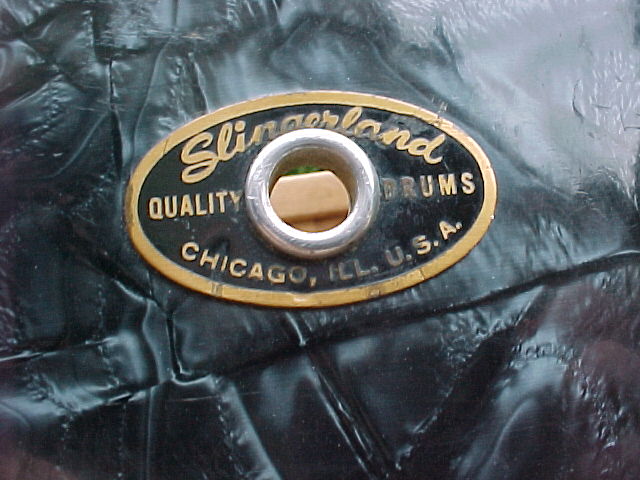 Slingerland
QUALITY DRUMS
CHICAGO, ILL. U.S.A.